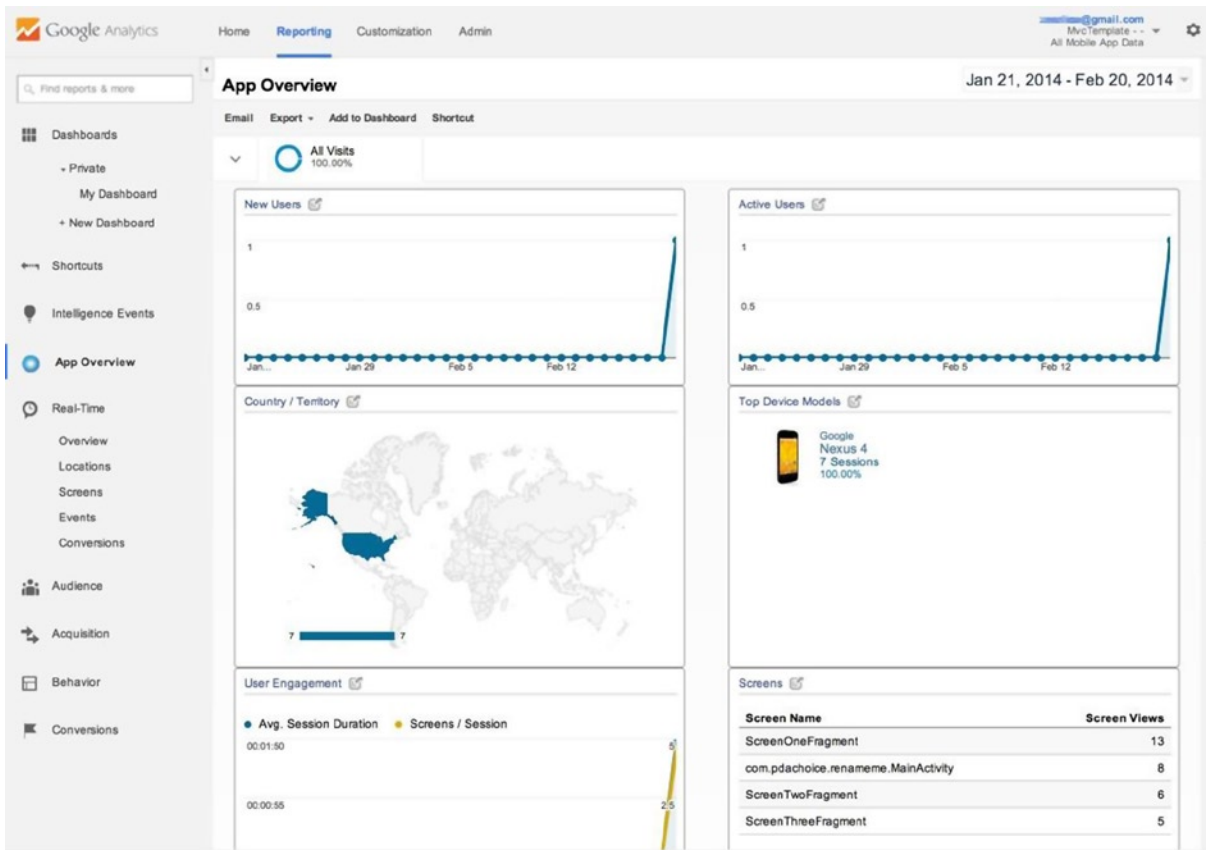 Google Analytics
Home Reporting Customization Admin
@gmail.com
MvcTemplate - -
All Mobile App Data
Find reports & more
Dashboards
Private
My Dashboard
+ New Dashboard
Shortcuts
Intelligence Events
App Overview
Real-Time
Overview
Locations
Screens
Events
Conversions
Audience
Acquisition
Behavior
Conversions
App Overview
Jan 21, 2014 - Feb 20, 2014
Email Export Add to Dashboard Shortcut
All Visits
100.00%
New Users
1
0.5
Jan... Jan 29 Feb 5 Feb 12
Active Users
1
0.5
Jan... Jan 29 Feb 5 Feb 12
Country / Territory
7 7
Top Device Models
Google
Nexus 4
7 Sessions
100.00%
User Engagement
Avg. Session Duration Screens / Session
00:01:50 5
00:00:55 2.5
Screens
Screen Name Screen Views
ScreenOneFragment 13
com.pdachoice.renameme.MainActivity 8
ScreenTwoFragment 6
ScreenThreeFragment 5